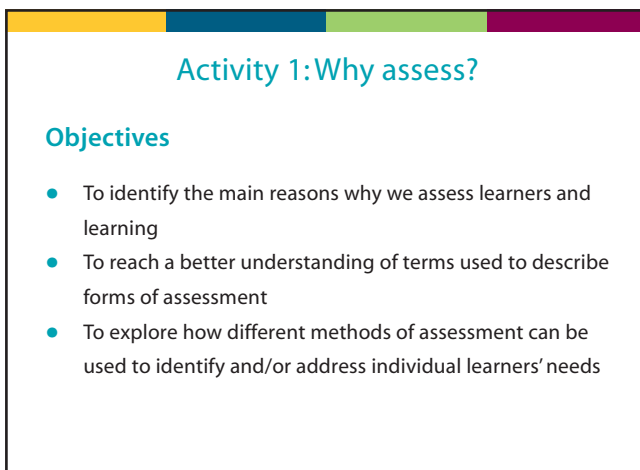 Activity 1: Why assess?
Objectives
● To identify the main reasons why we assess learners and
learning
● To reach a better understanding of terms used to describe
forms of assessment
● To explore how different methods of assessment can be
used to identify and/or address individual learners’ needs